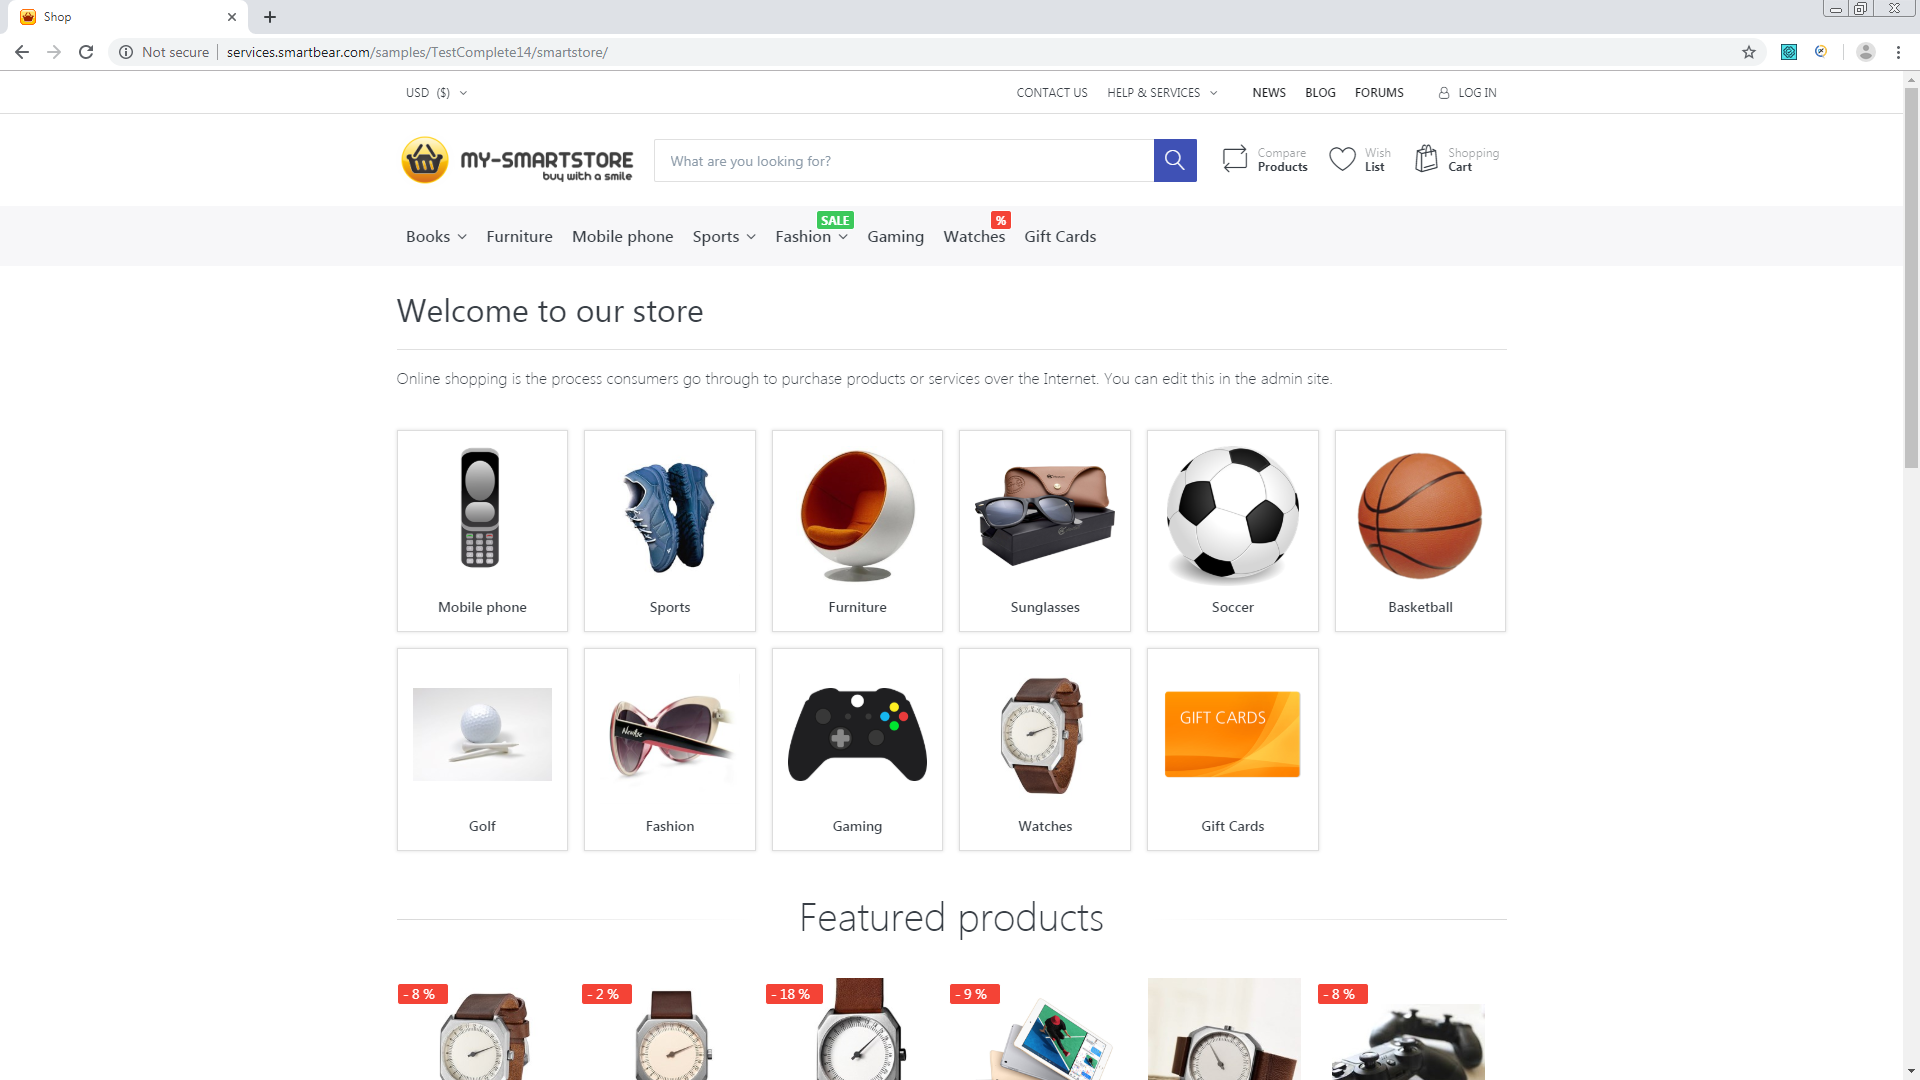 Shop
Not secure services.smartbear.com/samples/TestComplete14/smartstore/
USD ($) CONTACT US HELP & SERVICES NEWS BLOG FORUMS LOG IN
MY-SMARTSTORE
buy with a smile
What are you looking for?
Compare
Products
Wish
List
Shopping
Cart
SALE %
Books Furniture Mobile phone Sports Fashion Gaming Watches Gift Cards
Welcome to our store
Online shopping is the process consumers go through to purchase products or services over the Internet. You can edit this in the admin site.
Mobile phone Sports Furniture Sunglasses Soccer Basketball
GIFT CARDS
Golf Fashion Gaming Watches Gift Cards
Featured products
- 8 % - 2 % - 18 % - 9 % - 8 %